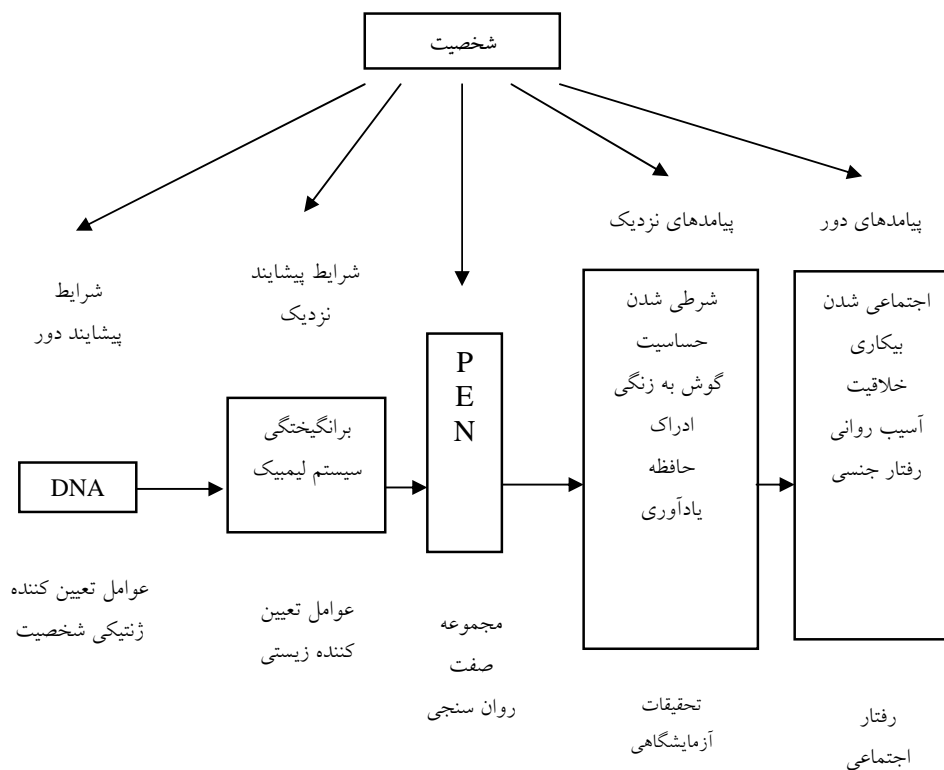 شخصیت
پیامدهای دور
پیامدهای نزدیک
شرایط پیشایند
نزدیک
شرایط
پیشایند دور
اجتماعی شدن
بیکاری
خلاقیت
آسیب روانی
رفتار جنسی
شرطی شدن
حساسیت
گوش به زنگی
ادراک
حافظه
یادآوری
P
E
N
برانگیختگی
سیستم لیمبیک
DNA
عوامل تعیین کننده
ژنتیکی شخصیت
عوامل تعیین
کننده زیستی
مجموعه
صفت
روان سنجی
تحقیقات
آزمایشگاهی
رفتار
اجتماعی